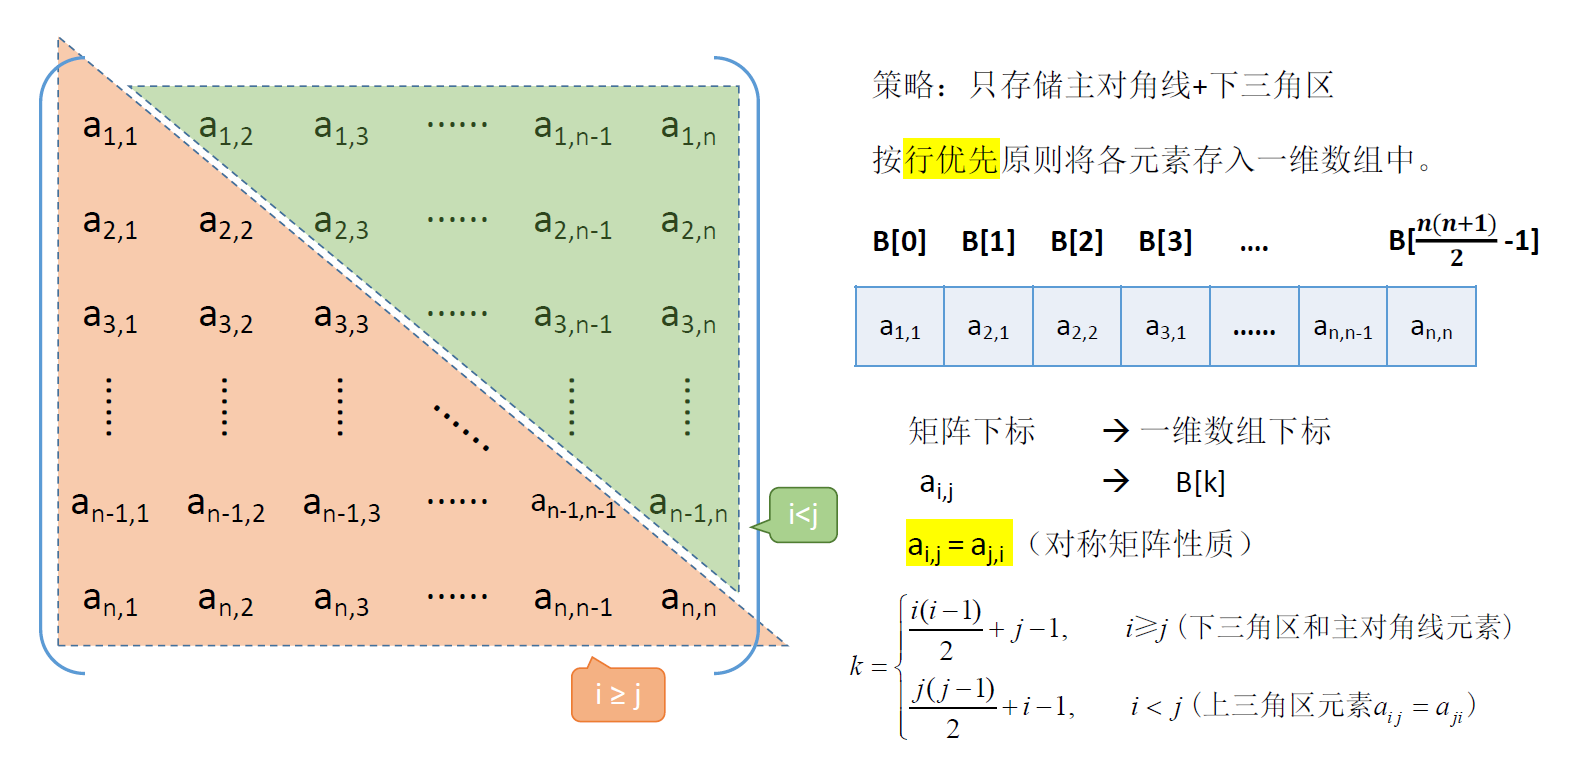 a1,1 a1,2 a1,3 ······ a1,n-1 a1,n
a2,1 a2,2 a2,3 ······ a2,n-1 a2,n
a3,1 a3,2 a3,3 ······ a3,n-1 a3,n
an-1,1 an-1,2 an-1,3 ······ an-1,n-1 an-1,n
an,1 an,2 an,3 ······ an,n-1 an,n
i<j
i ≥ j
策略：只存储主对角线+下三角区
按行优先原则将各元素存入一维数组中。
B[0] B[1] B[2] B[3] .... B[n(n+1)/2 -1]
a1,1 a2,1 a2,2 a3,1 ...... an,n-1 an,n
矩阵下标 → 一维数组下标
ai,j → B[k]
ai,j = aj,i（对称矩阵性质）
k = { i(i−1)/2 + j−1, i≥j (下三角区和主对角线元素)
j(j−1)/2 + i−1, i < j (上三角区元素aij = aji)